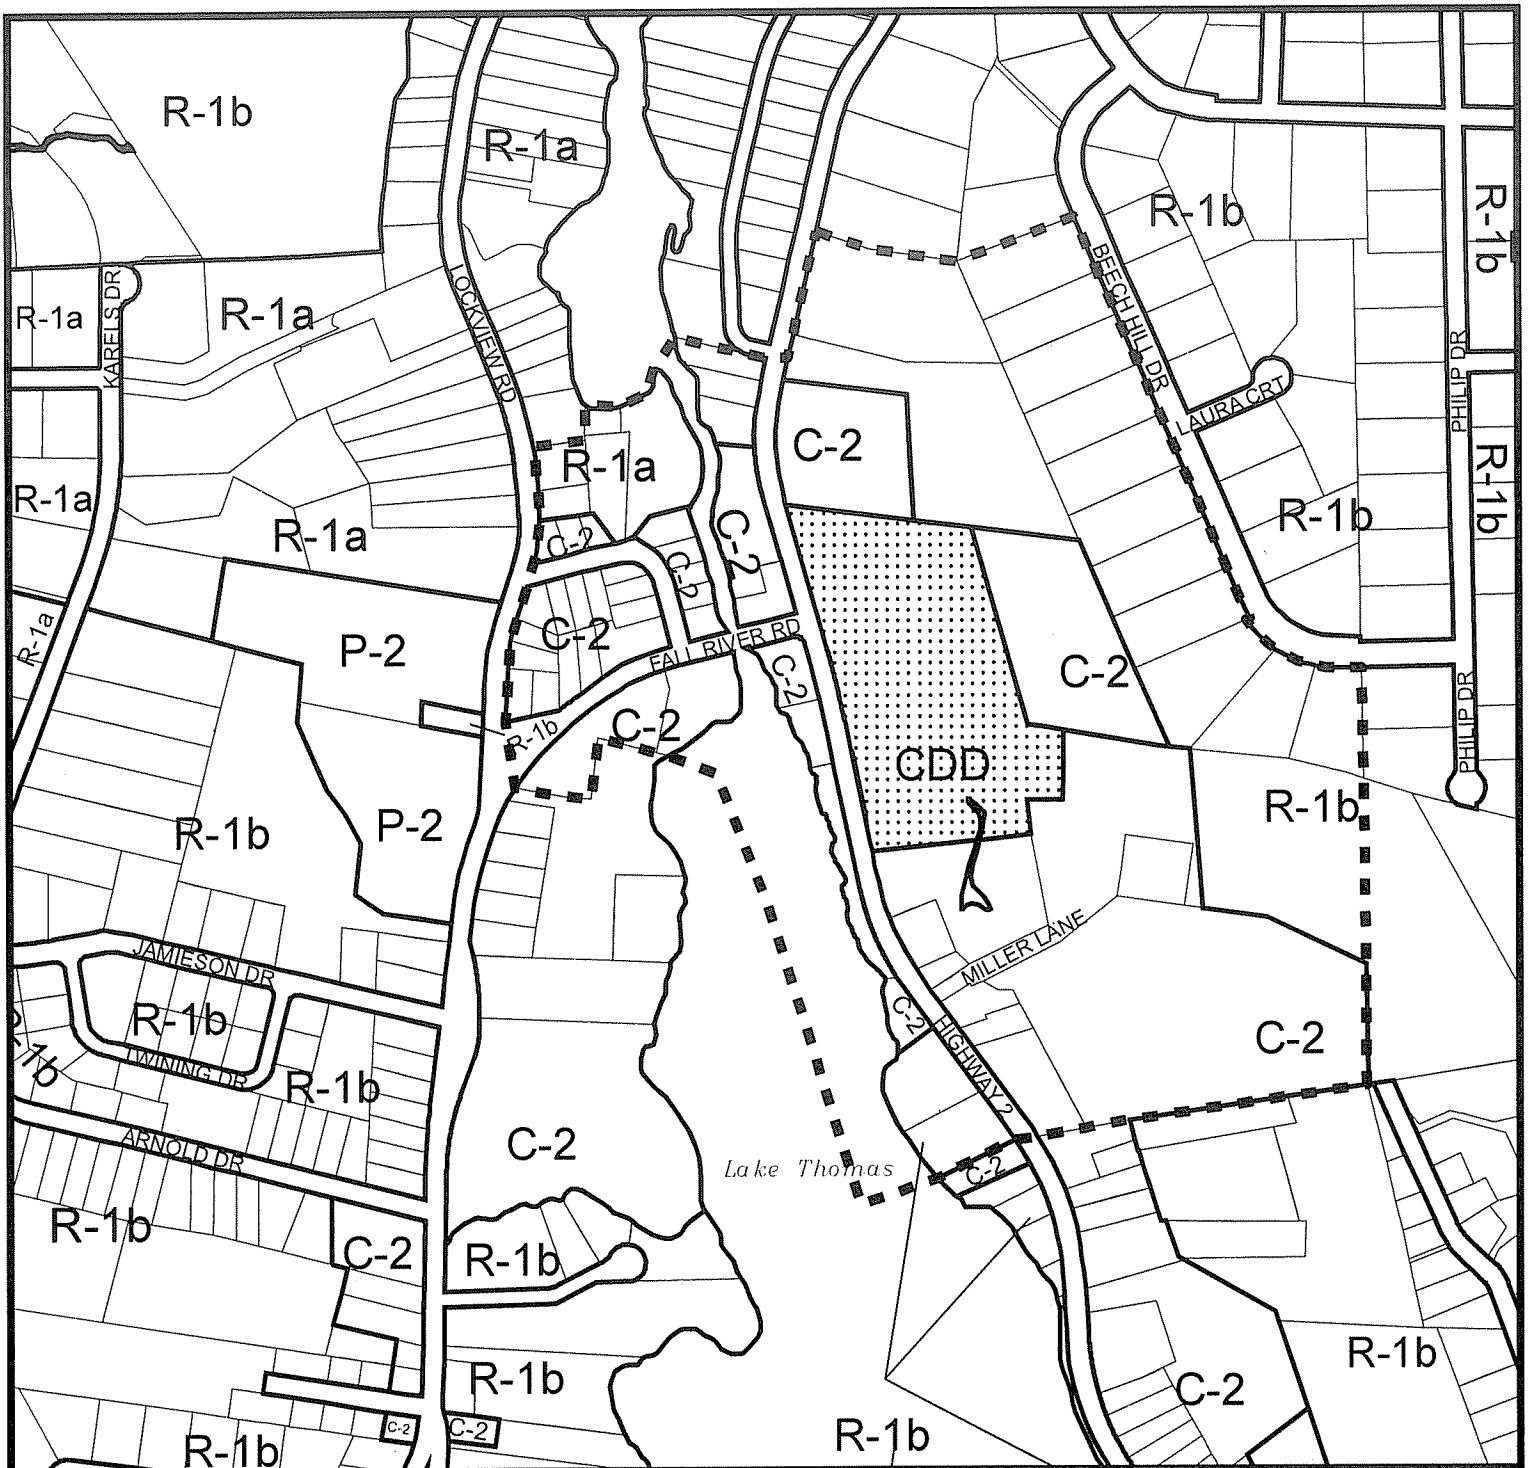 R-1b
R-1a
R-1b
R-1b
R-1a
KARELS DR
R-1a
LOCKVIEW RD
BEECH HILL DR
PHILIP DR
LAURA CRT
C-2
R-1a
R-1a
R-1b
R-1b
R-1a
C-2
C-2
C-2
R-1a
P-2
C-2
FALL RIVER RD
C-2
C-2
PHILIP DR
R-1b
C-2
CDD
R-1b
P-2
R-1b
MILLER LANE
JAMIESON DR
R-1b
C-2
HIGHWAY 2
C-2
R-1b
TWINING DR
R-1b
ARNOLD DR
C-2
Lake Thomas
C-2
R-1b
C-2
R-1b
R-1b
R-1b
C-2
C-2
C-2
R-1b
R-1b